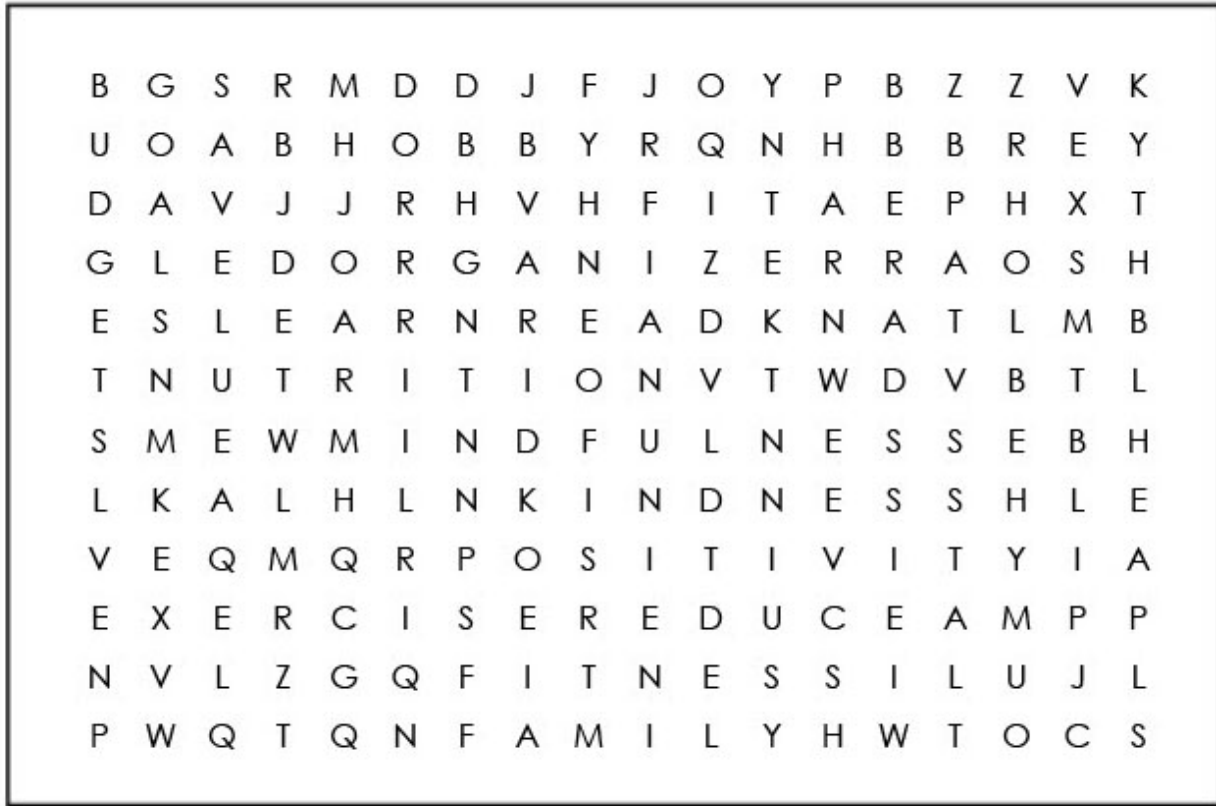 B G S R M D D J F J O Y P B Z Z V K
U O A B H O B B Y R Q N H B B R E Y
D A V J J R H V H F I T A E P H X T
G L E D O R G A N I Z E R R A O S H
E S L E A R N R E A D K N A T L M B
T N U T R I T I O N V T W D V B T L
S M E W M I N D F U L N E S S E B H
L K A L H L N K I N D N E S S H L E
V E Q M Q R P O S I T I V I T Y I A
E X E R C I S E R E D U C E A M P P
N V L Z G Q F I T N E S S I L U J L
P W Q T Q N F A M I L Y H W T O C S